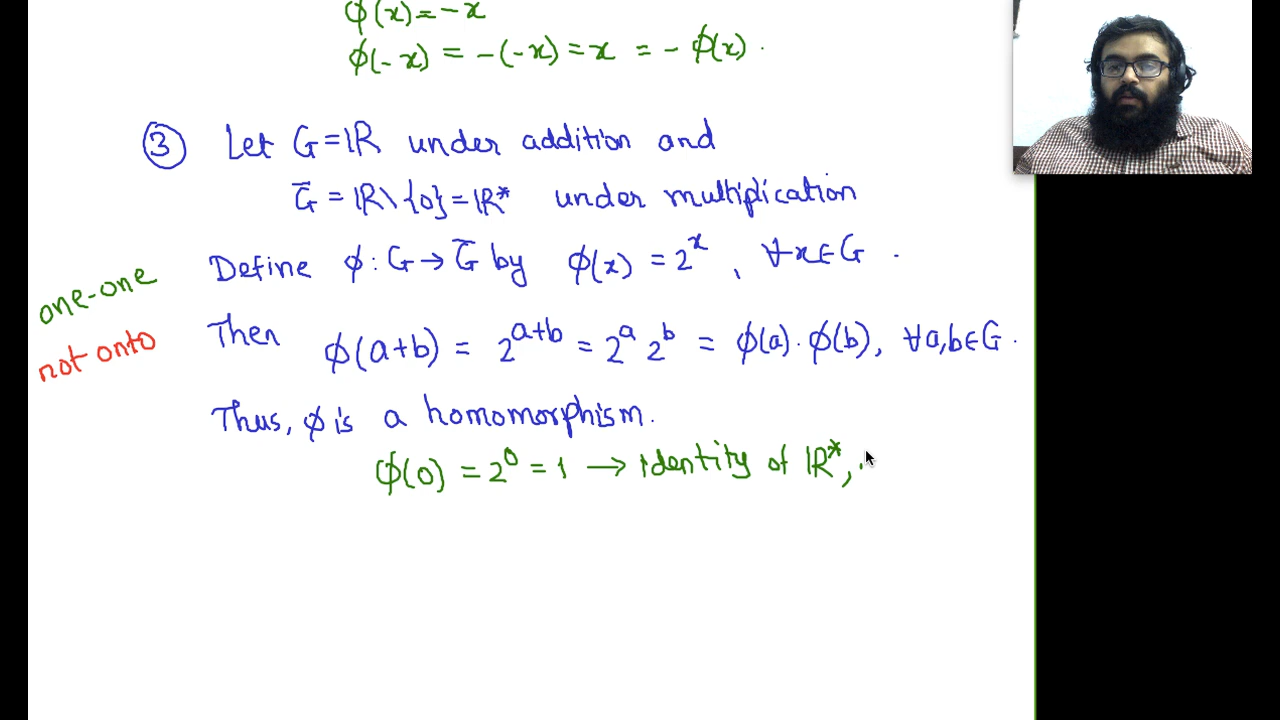 ϕ(x)=-x
ϕ(-x) = -(-x) = x = - ϕ(x) .
③ Let G=ℝ under addition and
G̅ = ℝ\{0} = ℝ* under multiplication
Define ϕ: G→G̅ by ϕ(x) = 2^x , ∀x∈G .
one-one
not onto
Then ϕ(a+b) = 2^{a+b} = 2^a 2^b = ϕ(a)·ϕ(b), ∀a,b∈G.
Thus, ϕ is a homomorphism.
ϕ(0) = 2^0 = 1 → identity of ℝ*, ·